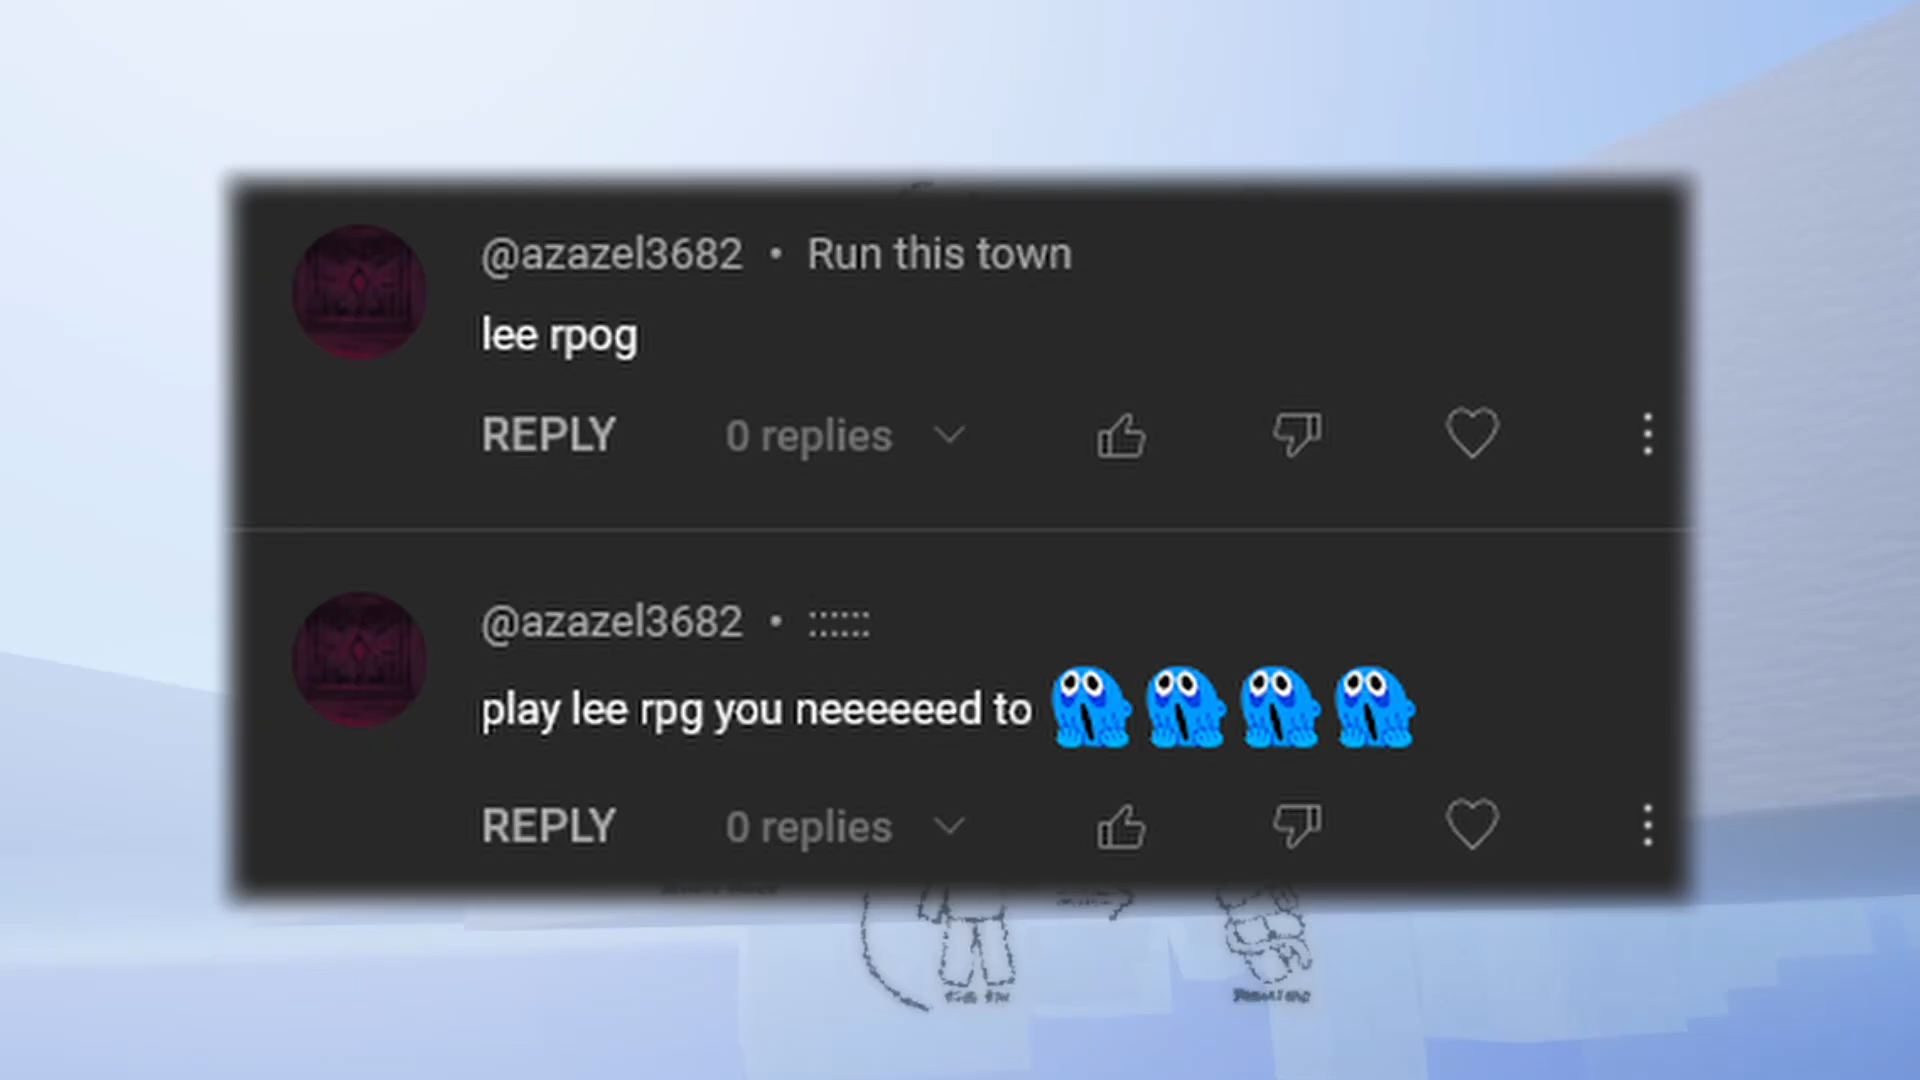 @azazel3682 • Run this town
lee rpog
REPLY 0 replies
@azazel3682 • ::::::
play lee rpg you neeeeeed to
REPLY 0 replies